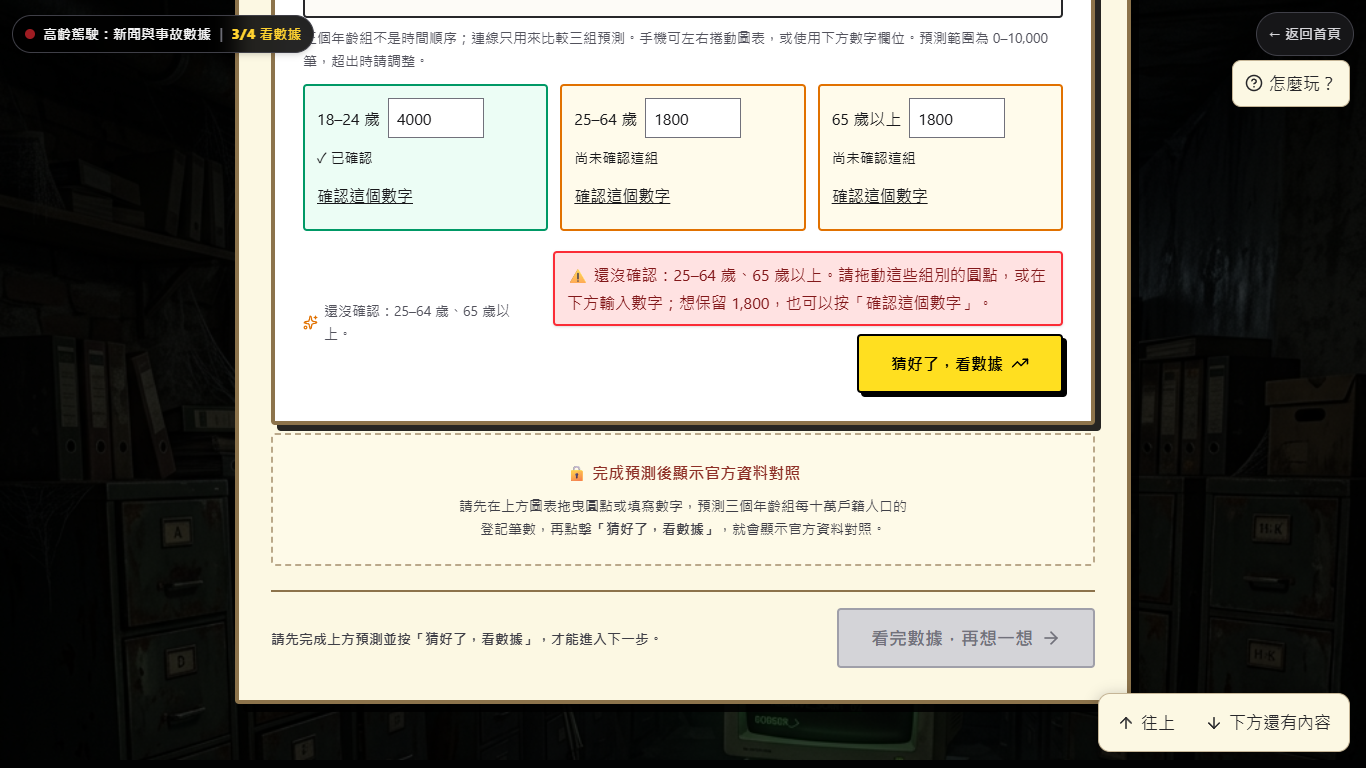 高齡駕駛：新聞與事故數據 | 3/4 看數據
← 返回首頁
怎麼玩？
個年齡組不是時間順序；連線只用來比較三組預測。手機可左右捲動圖表，或使用下方數字欄位。預測範圍為 0–10,000
筆，超出時請調整。
18–24 歲 4000
✓ 已確認
確認這個數字
25–64 歲 1800
尚未確認這組
確認這個數字
65 歲以上 1800
尚未確認這組
確認這個數字
⚠️ 還沒確認：25–64 歲、65 歲以上。請拖動這些組別的圓點，或在
下方輸入數字；想保留 1,800，也可以按「確認這個數字」。
還沒確認：25–64 歲、65 歲以
上。
猜好了，看數據
🔒 完成預測後顯示官方資料對照
請先在上方圖表拖曳圓點或填寫數字，預測三個年齡組每十萬戶籍人口的
登記筆數，再點擊「猜好了，看數據」，就會顯示官方資料對照。
請先完成上方預測並按「猜好了，看數據」，才能進入下一步。
看完數據，再想一想 →
↑ 往上
↓ 下方還有內容
A
D
H-K
H-K